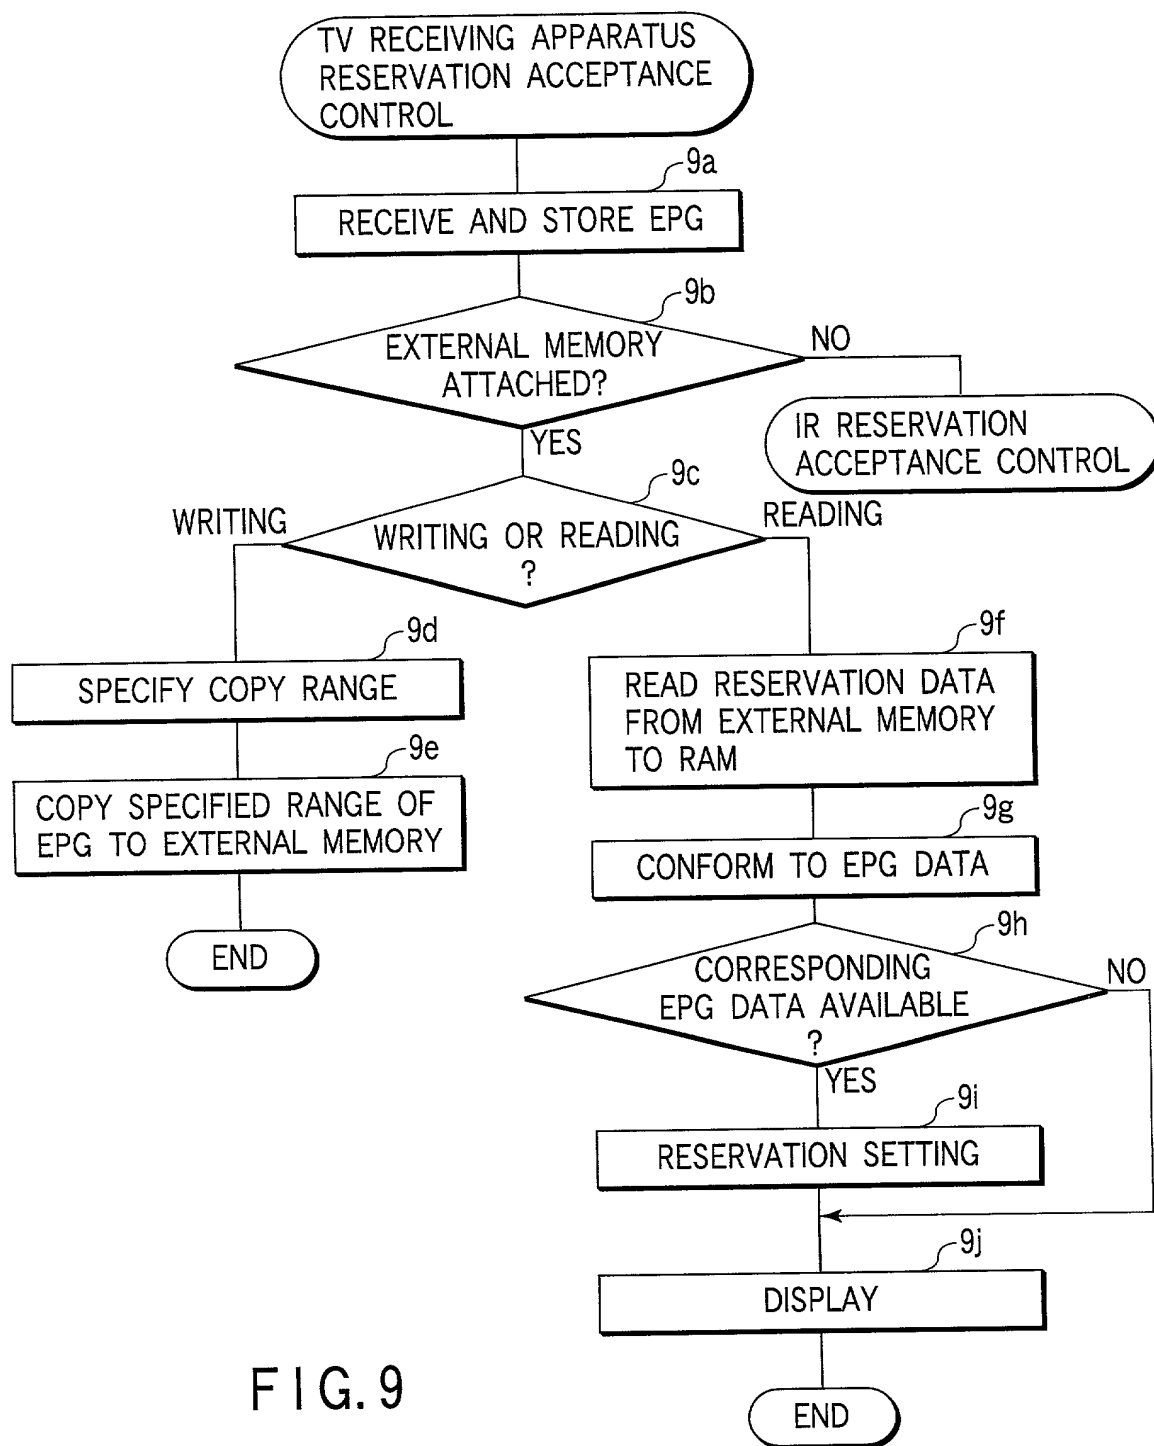 TV RECEIVING APPARATUS
RESERVATION ACCEPTANCE
CONTROL
9a
RECEIVE AND STORE EPG
9b
EXTERNAL MEMORY
ATTACHED?
NO
YES
IR RESERVATION
ACCEPTANCE CONTROL
9c
WRITING
WRITING OR READING
?
READING
9d
SPECIFY COPY RANGE
9e
COPY SPECIFIED RANGE OF
EPG TO EXTERNAL MEMORY
END
9f
READ RESERVATION DATA
FROM EXTERNAL MEMORY
TO RAM
9g
CONFORM TO EPG DATA
9h
CORRESPONDING
EPG DATA AVAILABLE
?
NO
YES
9i
RESERVATION SETTING
9j
DISPLAY
END
FIG. 9